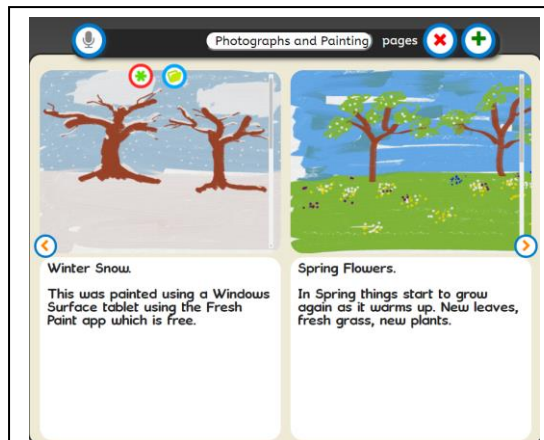 Photographs and Painting pages
Winter Snow.
This was painted using a Windows
Surface tablet using the Fresh
Paint app which is free.
Spring Flowers.
In Spring things start to grow
again as it warms up. New leaves,
fresh grass, new plants.